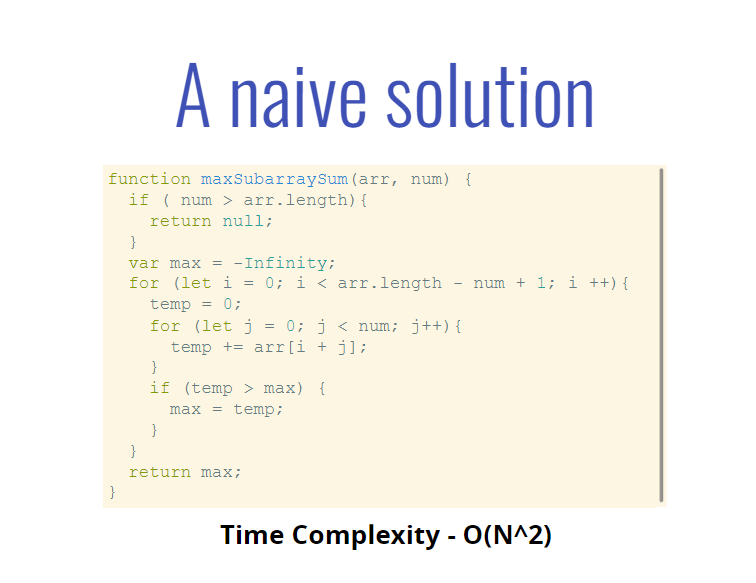 A naive solution
function maxSubarraySum(arr, num) {
  if ( num > arr.length){
    return null;
  }
  var max = -Infinity;
  for (let i = 0; i < arr.length - num + 1; i ++){
    temp = 0;
    for (let j = 0; j < num; j++){
      temp += arr[i + j];
    }
    if (temp > max) {
      max = temp;
    }
  }
  return max;
}
Time Complexity - O(N^2)